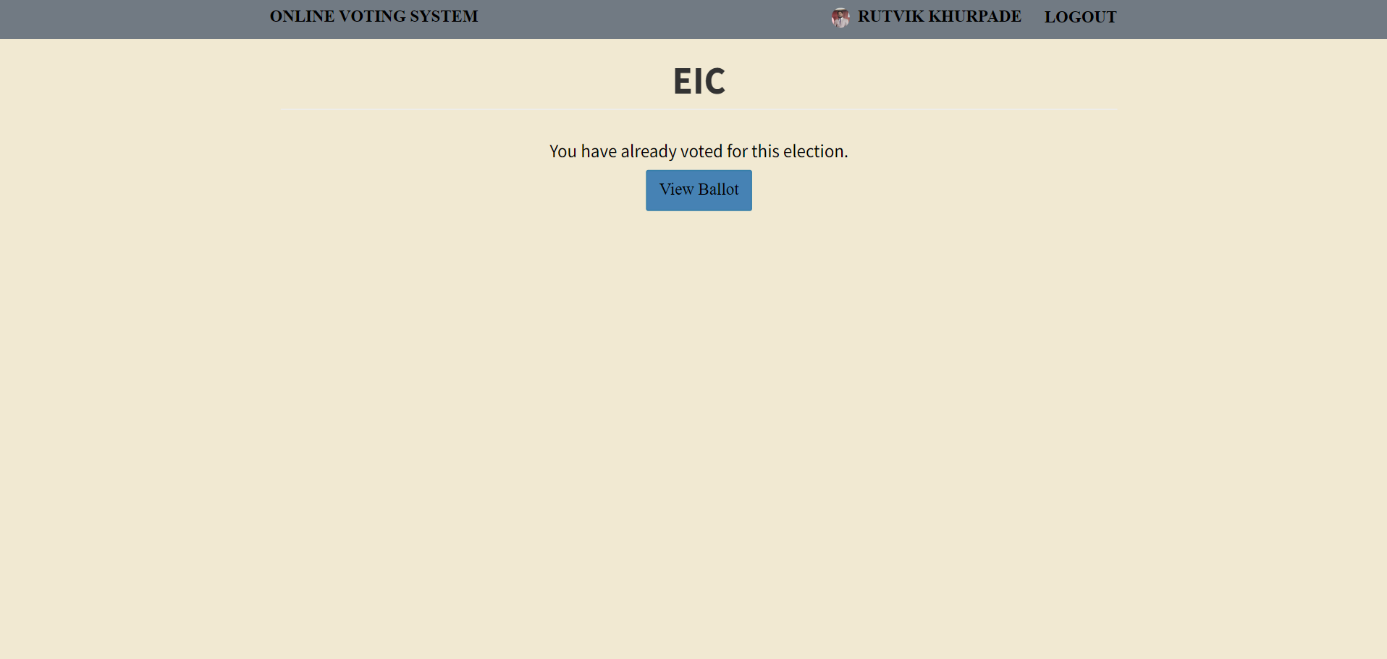 ONLINE VOTING SYSTEM RUTVIK KHURPADE LOGOUT
EIC
You have already voted for this election.
View Ballot